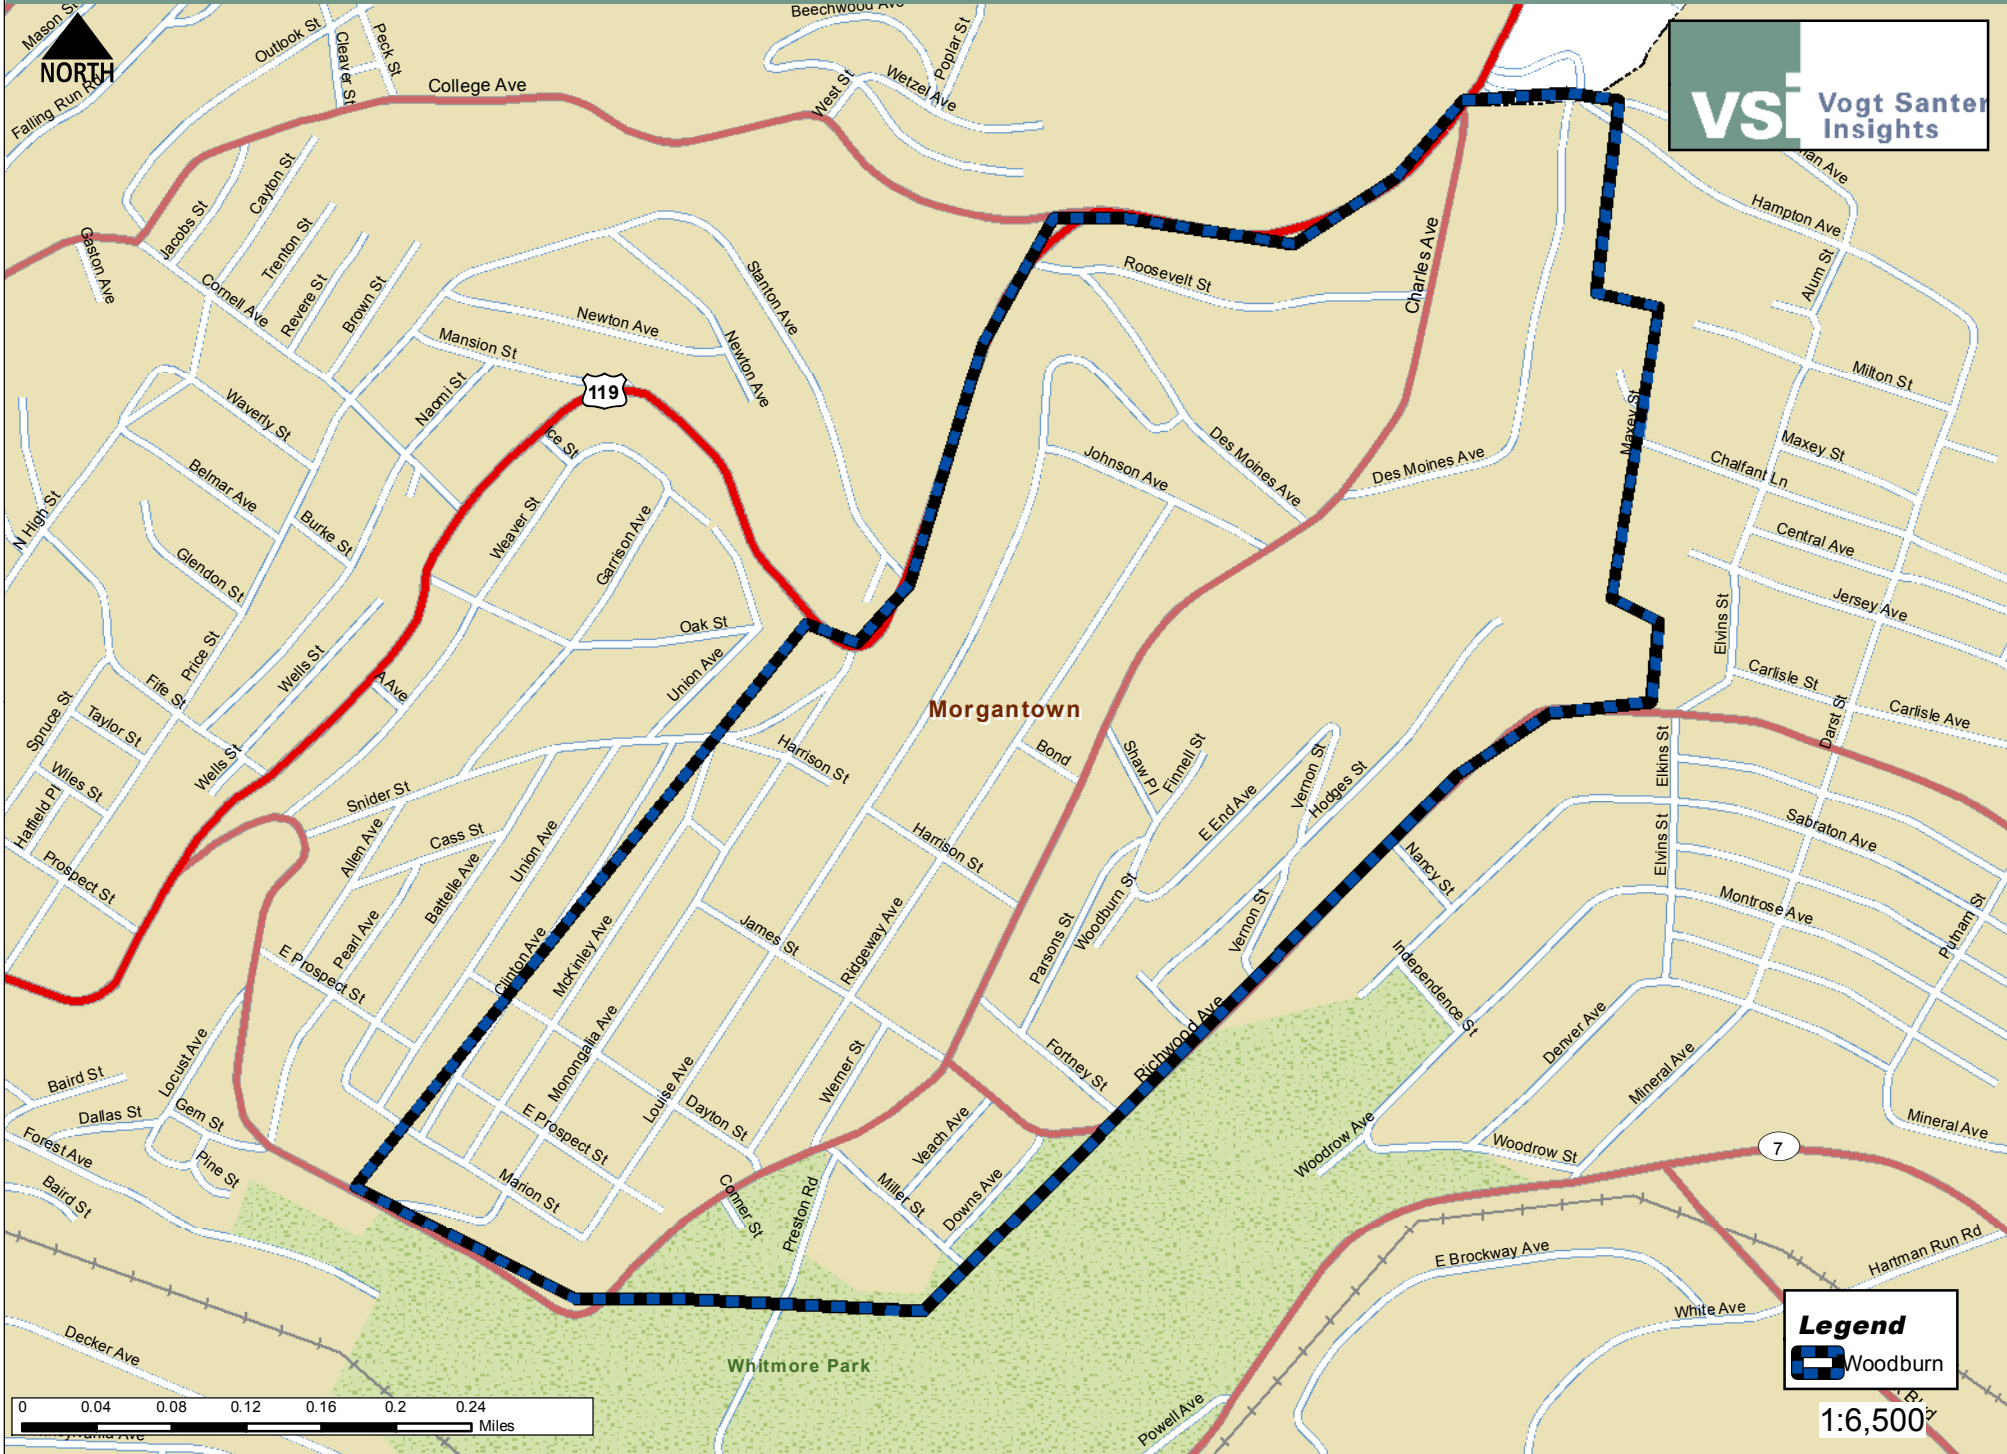 Mason St
NORTH
Falling Run Rd
Outlook St
Cleaver St
Peck St
College Ave
Beechwood Ave
Poplar St
West St
Wetzel Ave
vsi Vogt Santer
Insights
Hampton Ave
Alum St
Milton St
Gaston Ave
Jacobs St
Cayton St
Trenton St
Cornell Ave
Revere St
Brown St
Stanton Ave
Newton Ave
Newton Ave
Mansion St
119
Naomi St
Roosevelt St
Charles Ave
Waverly St
Belmar Ave
Burke St
Ice St
Weaver St
Garrison Ave
Johnson Ave
Des Moines Ave
Des Moines Ave
Maxey St
Maxey St
Chalfant Ln
Central Ave
Jersey Ave
Elvins St
Carlisle St
Carlisle Ave
Darst St
N High St
Glendon St
Price St
Wells St
Oak St
Union Ave
A Ave
Fife St
Spruce St
Taylor St
Wiles St
Hatfield Pl
Wells St
Prospect St
Morgantown
Bond
Harrison St
Shaw Pl
Finnell St
E End Ave
Vernon St
Hodges St
Elkins St
Snider St
Allen Ave
Cass St
Union Ave
Battelle Ave
Pearl Ave
E Prospect St
Clinton Ave
McKinley Ave
Harrison St
James St
Ridgeway Ave
Parsons St
Woodburn St
Vernon St
Nancy St
Elvins St
Sabraton Ave
Montrose Ave
Putnam St
Independence St
Richwood Ave
Fortney St
Denver Ave
Mineral Ave
Mineral Ave
Locust Ave
Baird St
Dallas St
Gem St
Forest Ave
Pine St
Baird St
Monongalia Ave
Louise Ave
Werner St
Dayton St
E Prospect St
Marion St
Conner St
Preston Rd
Veach Ave
Miller St
Downs Ave
Woodrow Ave
Woodrow St
7
Hartman Run Rd
E Brockway Ave
White Ave
Decker Ave
Whitmore Park
Powell Ave
Legend
Woodburn
1:6,500
0 0.04 0.08 0.12 0.16 0.2 0.24
Miles